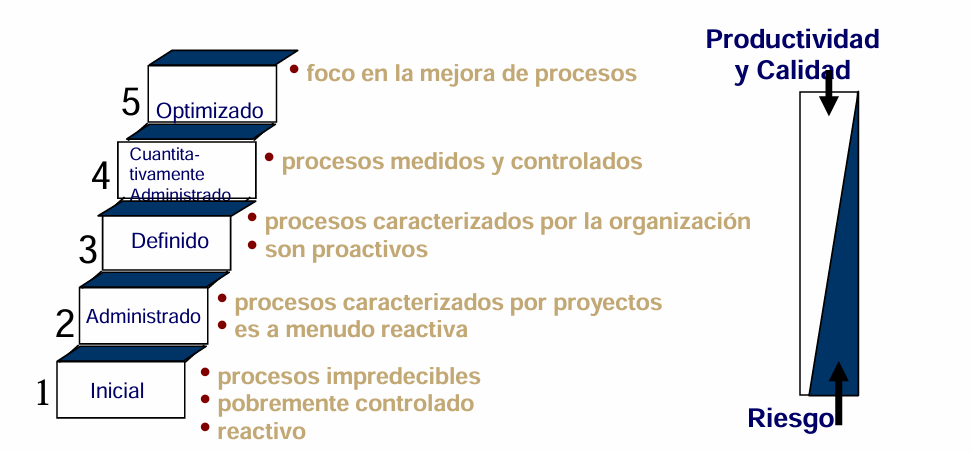 Productividad
y Calidad
5
Optimizado
• foco en la mejora de procesos
4
Cuantita-
tivamente
Administrado
• procesos medidos y controlados
3
Definido
• procesos caracterizados por la organización
• son proactivos
2
Administrado
• procesos caracterizados por proyectos
• es a menudo reactiva
1
Inicial
• procesos impredecibles
• pobremente controlado
• reactivo
Riesgo